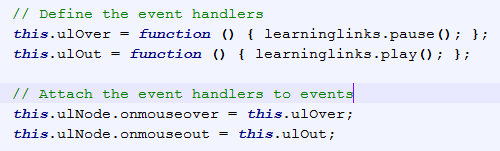 // Define the event handlers
this.ulOver = function () { learninglinks.pause(); };
this.ulOut = function () { learninglinks.play(); };
// Attach the event handlers to events
this.ulNode.onmouseover = this.ulOver;
this.ulNode.onmouseout = this.ulOut;